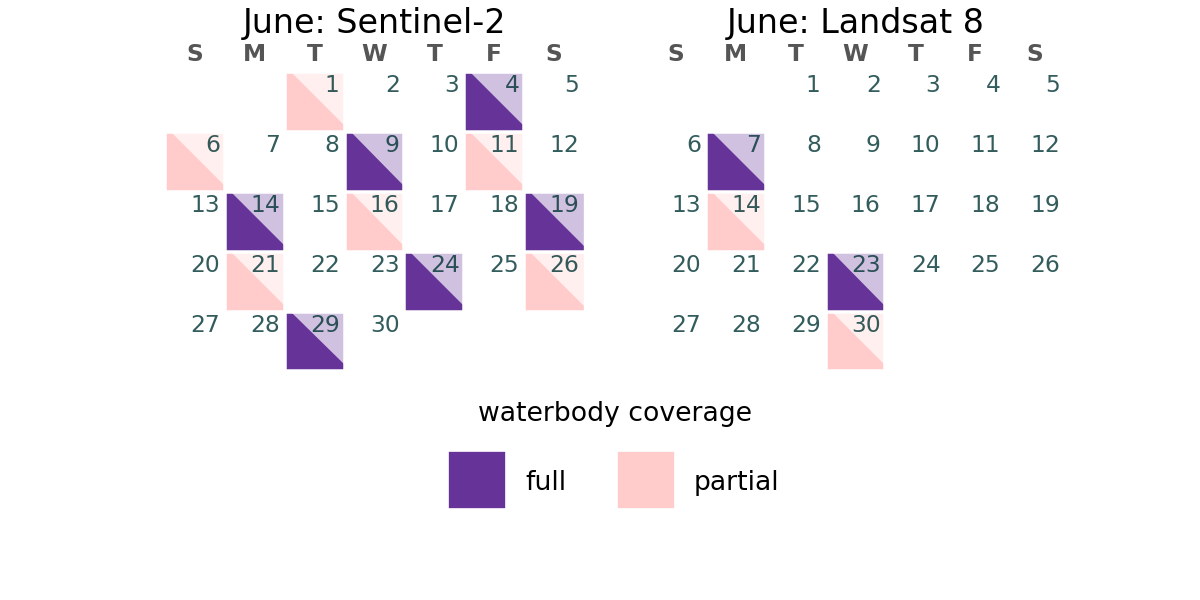 June: Sentinel-2
S M T W T F S
1 2 3 4 5
6 7 8 9 10 11 12
13 14 15 16 17 18 19
20 21 22 23 24 25 26
27 28 29 30
June: Landsat 8
S M T W T F S
1 2 3 4 5
6 7 8 9 10 11 12
13 14 15 16 17 18 19
20 21 22 23 24 25 26
27 28 29 30
waterbody coverage
full partial